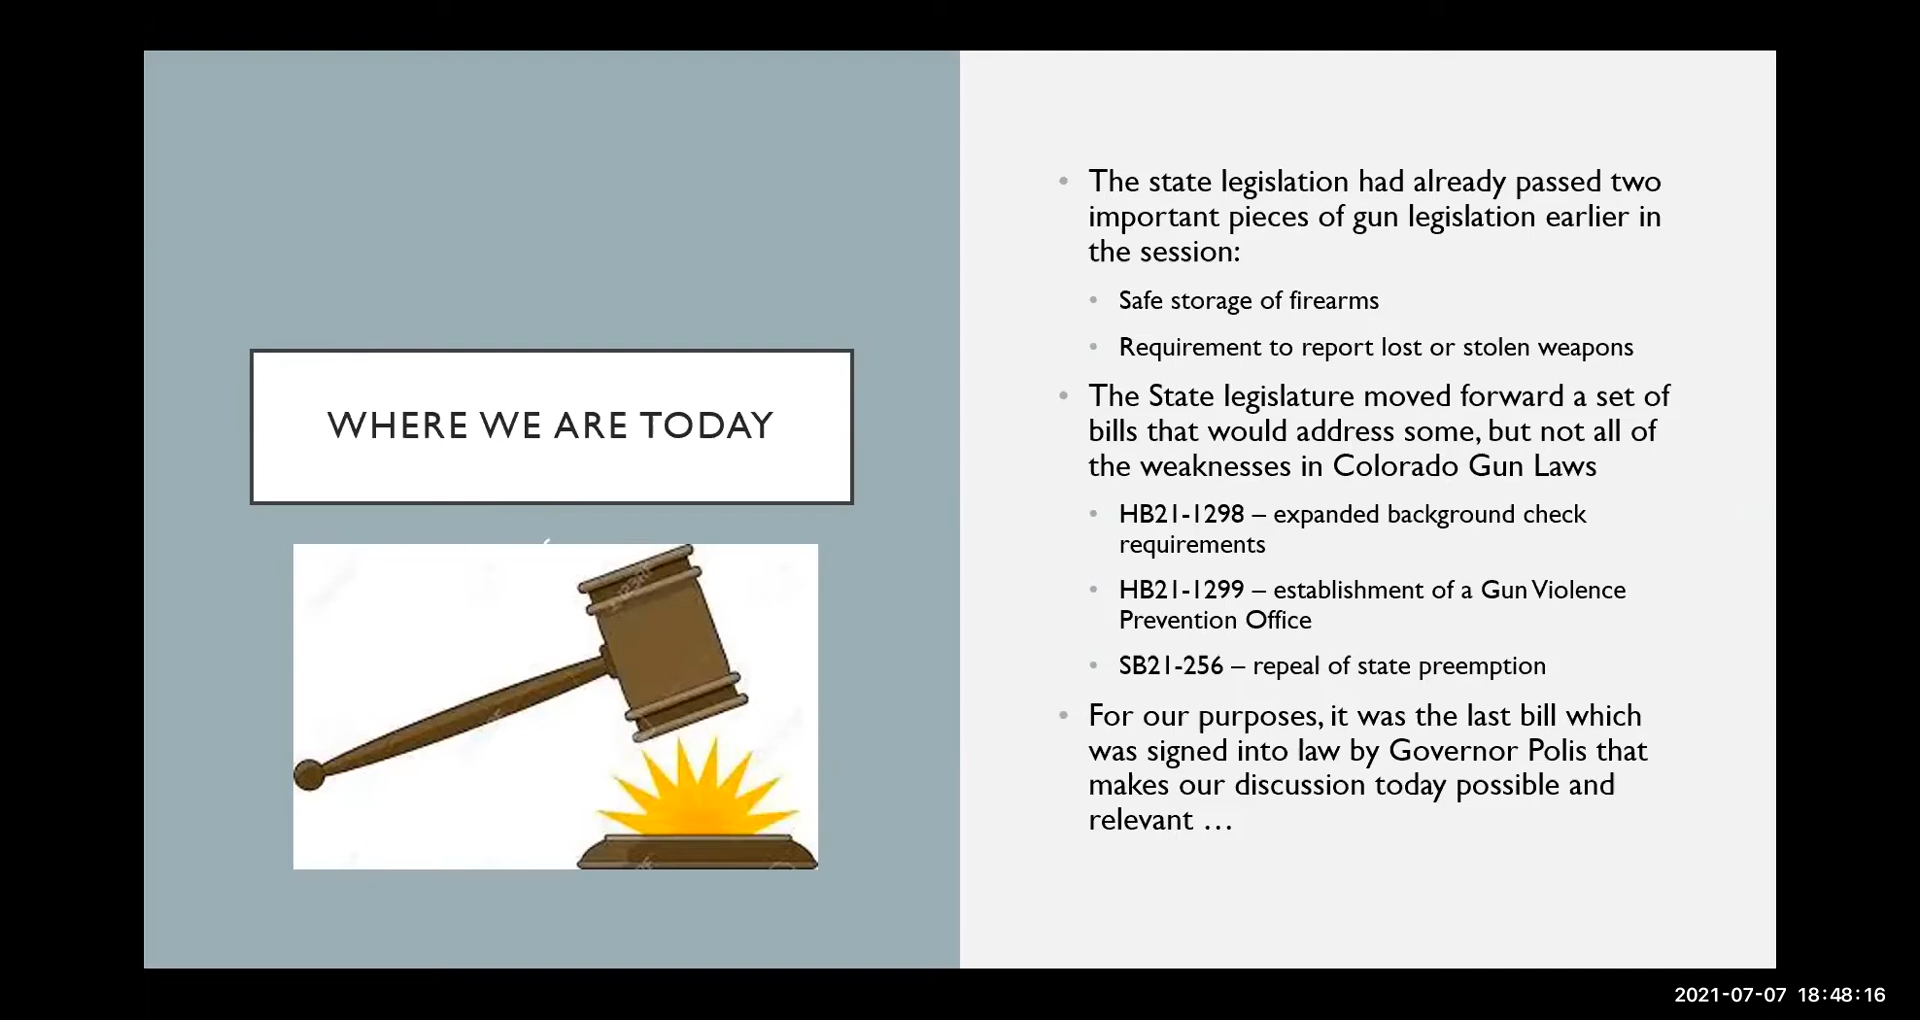 WHERE WE ARE TODAY
• The state legislation had already passed two
important pieces of gun legislation earlier in
the session:
• Safe storage of firearms
• Requirement to report lost or stolen weapons
• The State legislature moved forward a set of
bills that would address some, but not all of
the weaknesses in Colorado Gun Laws
• HB21-1298 – expanded background check
requirements
• HB21-1299 – establishment of a Gun Violence
Prevention Office
• SB21-256 – repeal of state preemption
• For our purposes, it was the last bill which
was signed into law by Governor Polis that
makes our discussion today possible and
relevant …
2021-07-07 18:48:16